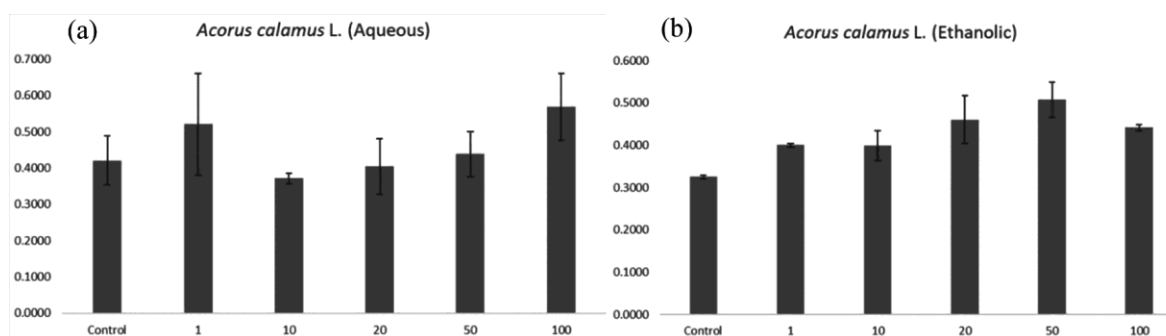 (a)
Acorus calamus L. (Aqueous)
0.7000
0.6000
0.5000
0.4000
0.3000
0.2000
0.1000
0.0000
Control 1 10 20 50 100
(b)
Acorus calamus L. (Ethanolic)
0.6000
0.5000
0.4000
0.3000
0.2000
0.1000
0.0000
Control 1 10 20 50 100